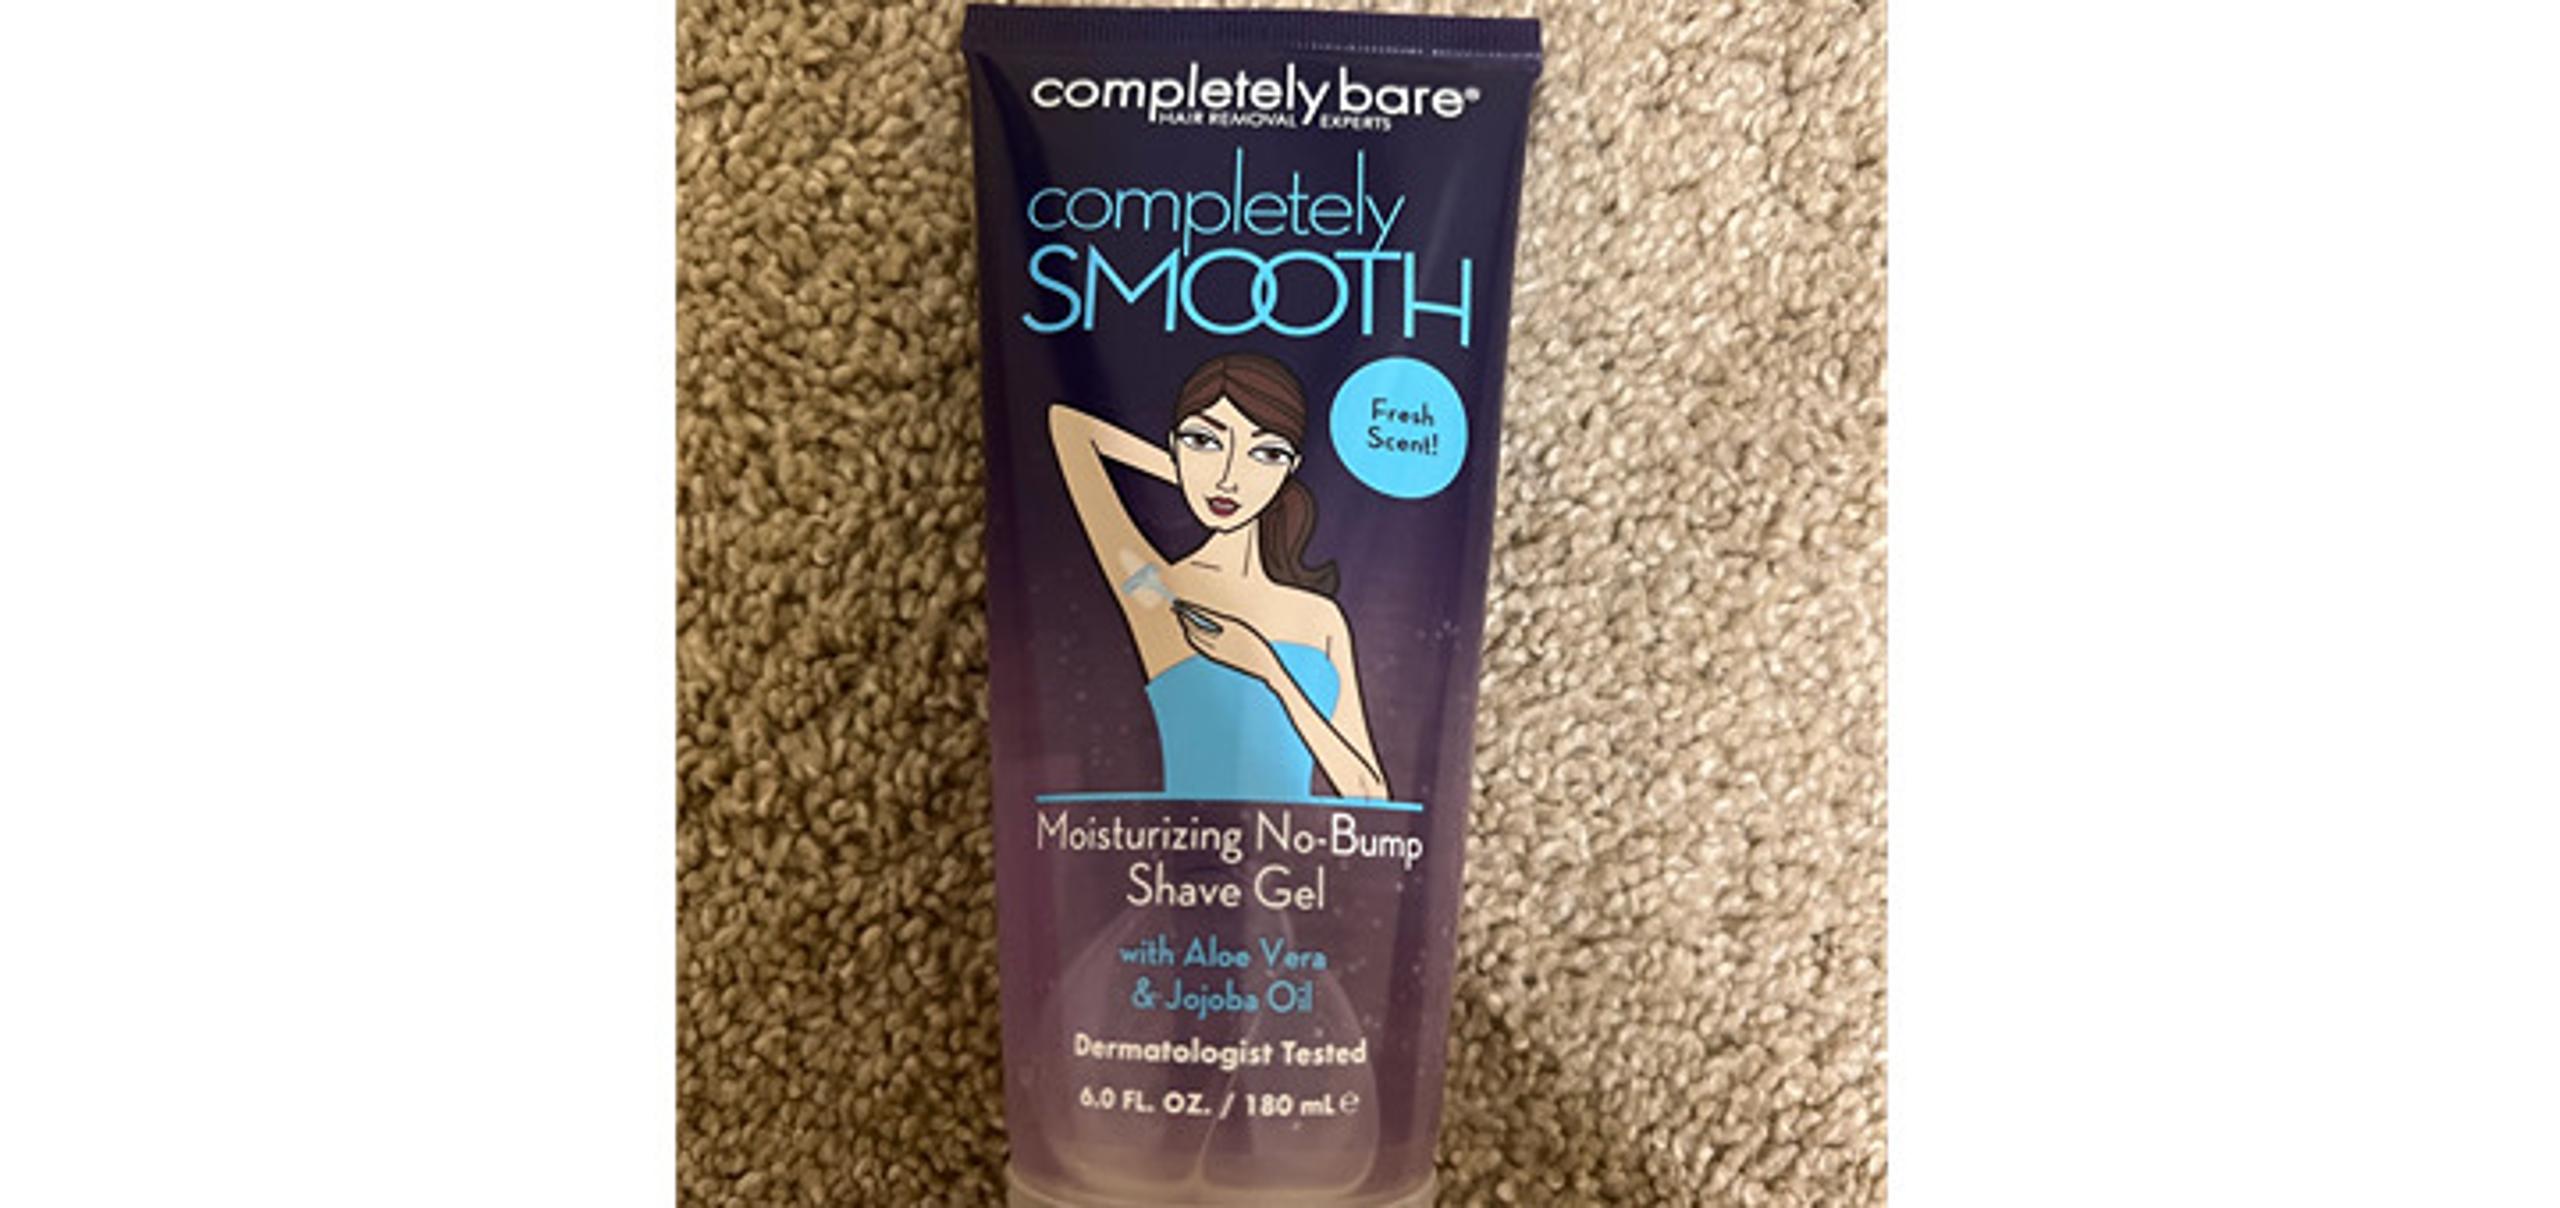 completely bare®
HAIR REMOVAL EXPERTS
completely
SMOOTH
Fresh
Scent!
Moisturizing No-Bump
Shave Gel
with Aloe Vera
& Jojoba Oil
Dermatologist Tested
6.0 FL. OZ. / 180 mL e